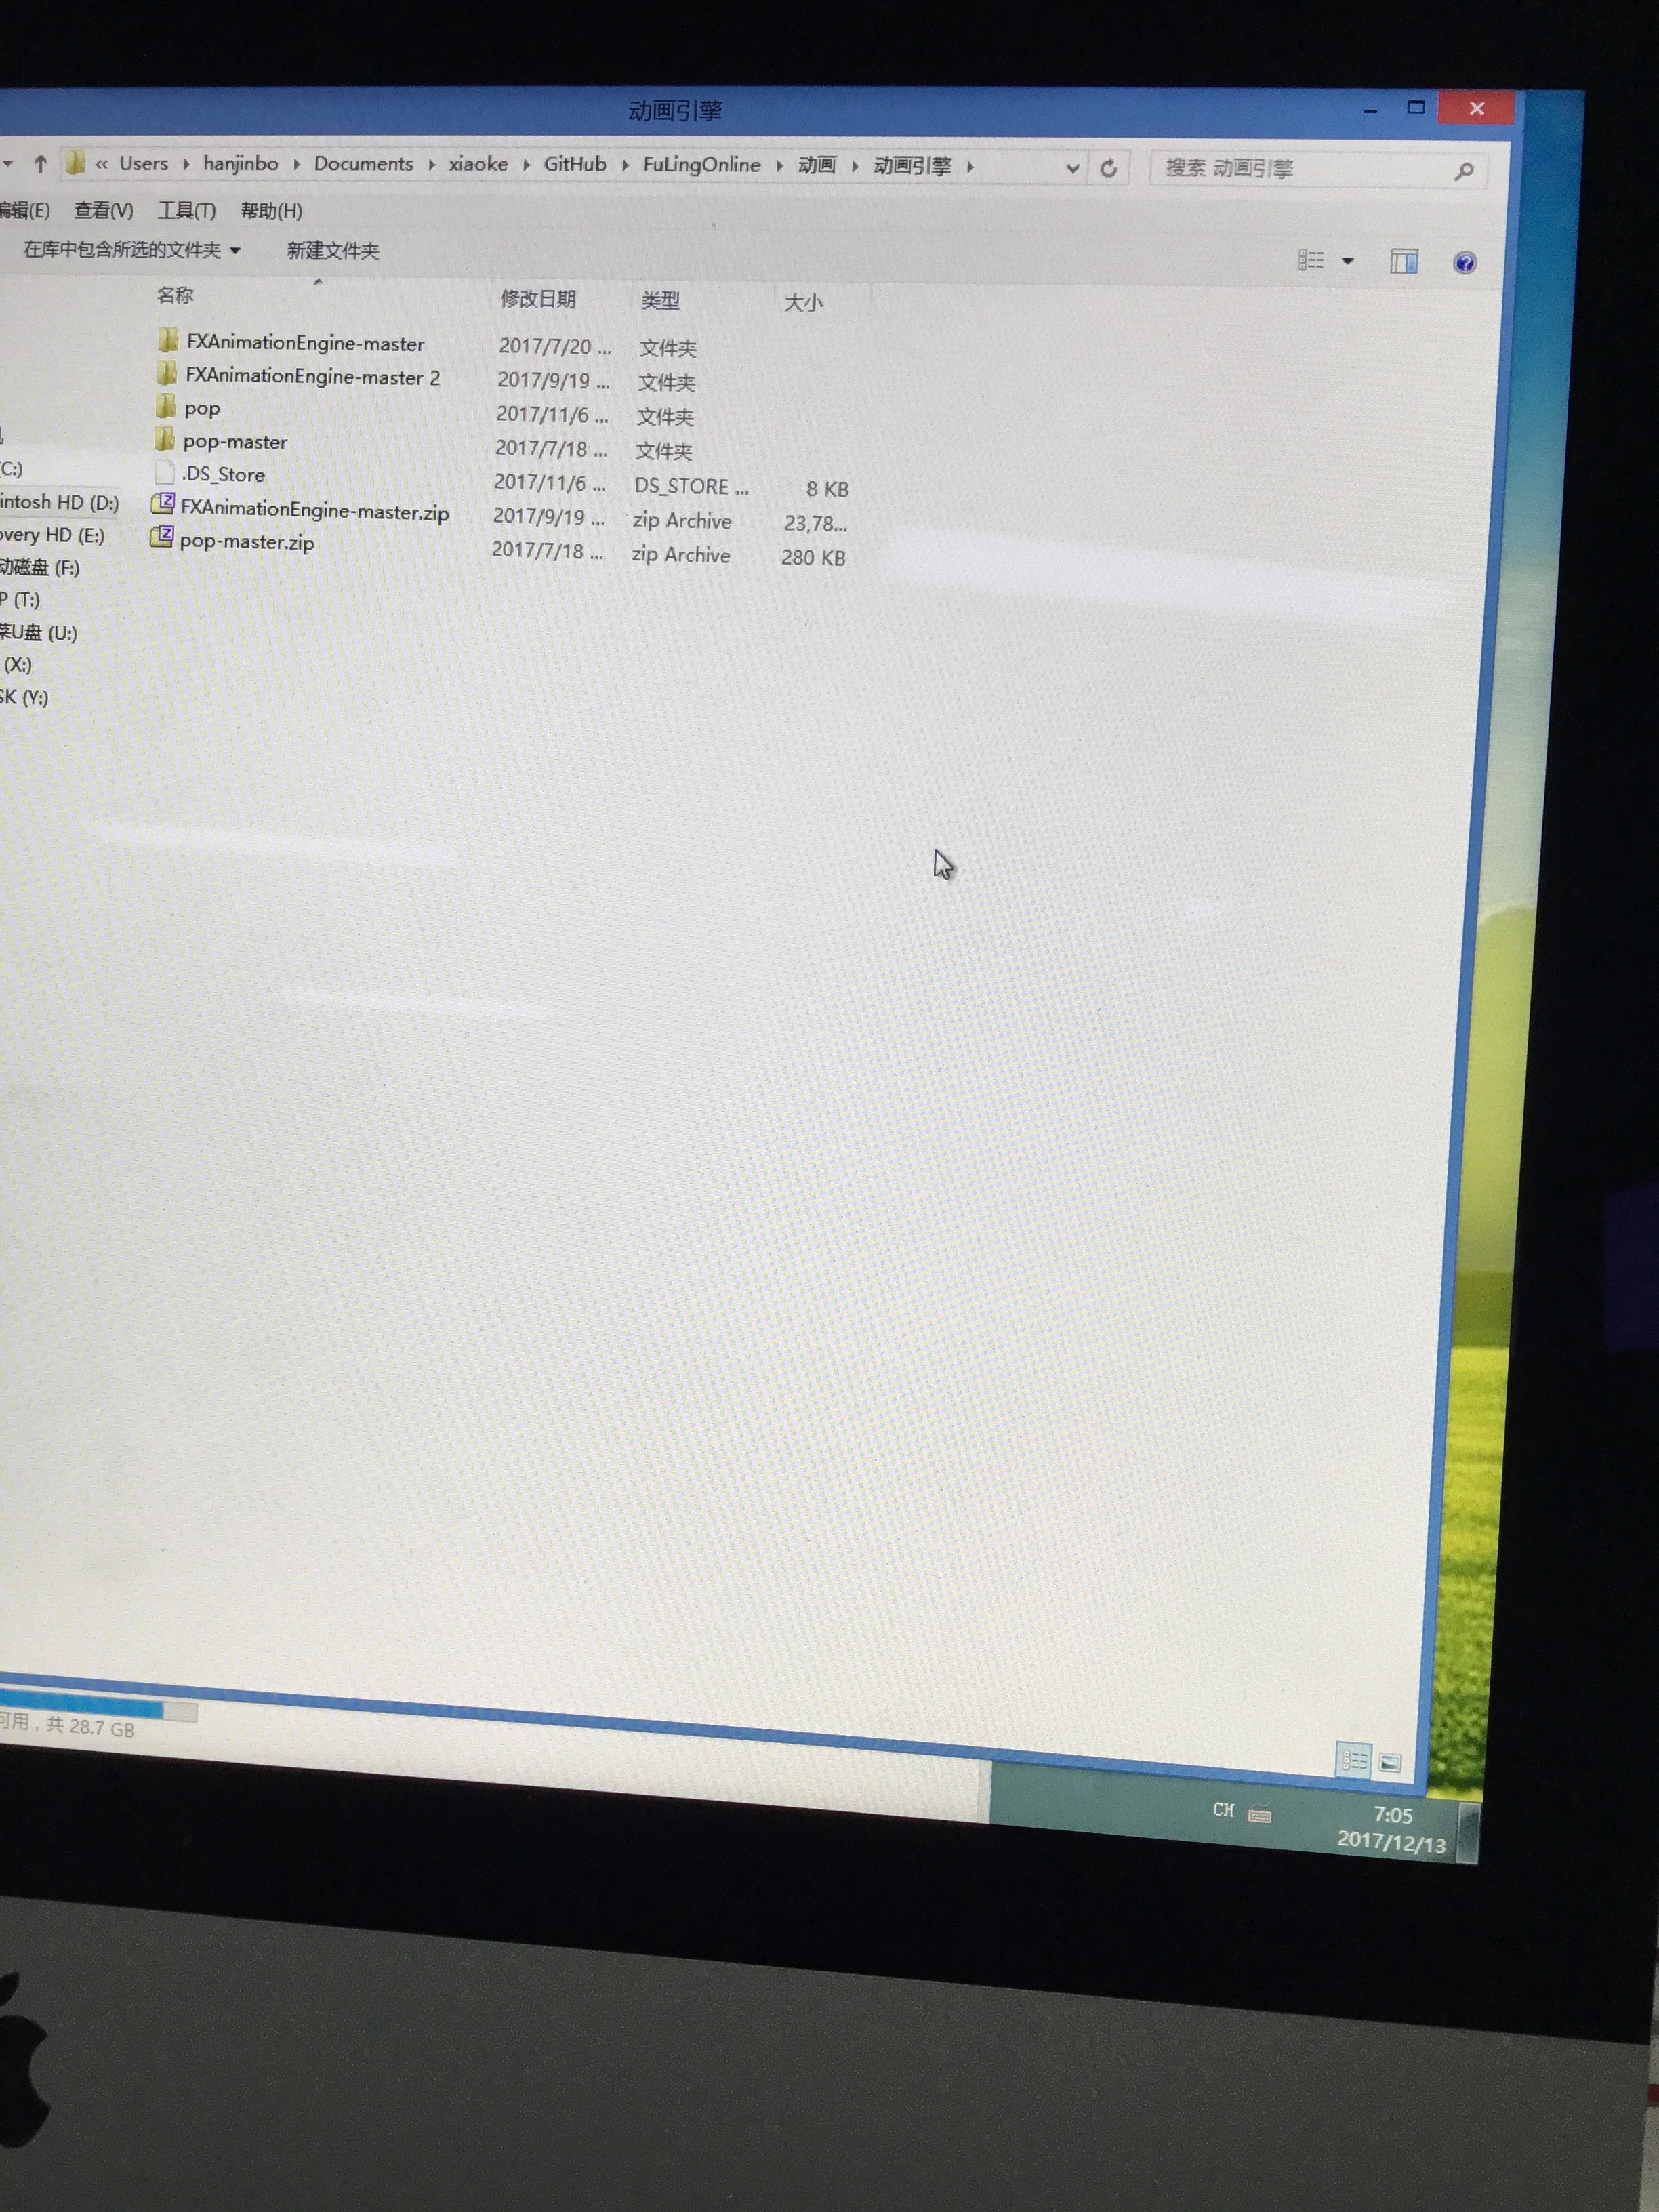 动画引擎
« Users ▸ hanjinbo ▸ Documents ▸ xiaoke ▸ GitHub ▸ FuLingOnline ▸ 动画 ▸ 动画引擎 ▸
搜索 动画引擎
编辑(E) 查看(V) 工具(T) 帮助(H)
在库中包含所选的文件夹 新建文件夹
名称 修改日期 类型 大小
FXAnimationEngine-master 2017/7/20 ... 文件夹
FXAnimationEngine-master 2 2017/9/19 ... 文件夹
pop 2017/11/6 ... 文件夹
pop-master 2017/7/18 ... 文件夹
.DS_Store 2017/11/6 ... DS_STORE ... 8 KB
FXAnimationEngine-master.zip 2017/9/19 ... zip Archive 23,78...
pop-master.zip 2017/7/18 ... zip Archive 280 KB
C:)
intosh HD (D:)
overy HD (E:)
动磁盘 (F:)
P (T:)
菜U盘 (U:)
(X:)
SK (Y:)
可用，共 28.7 GB
CH
7:05
2017/12/13